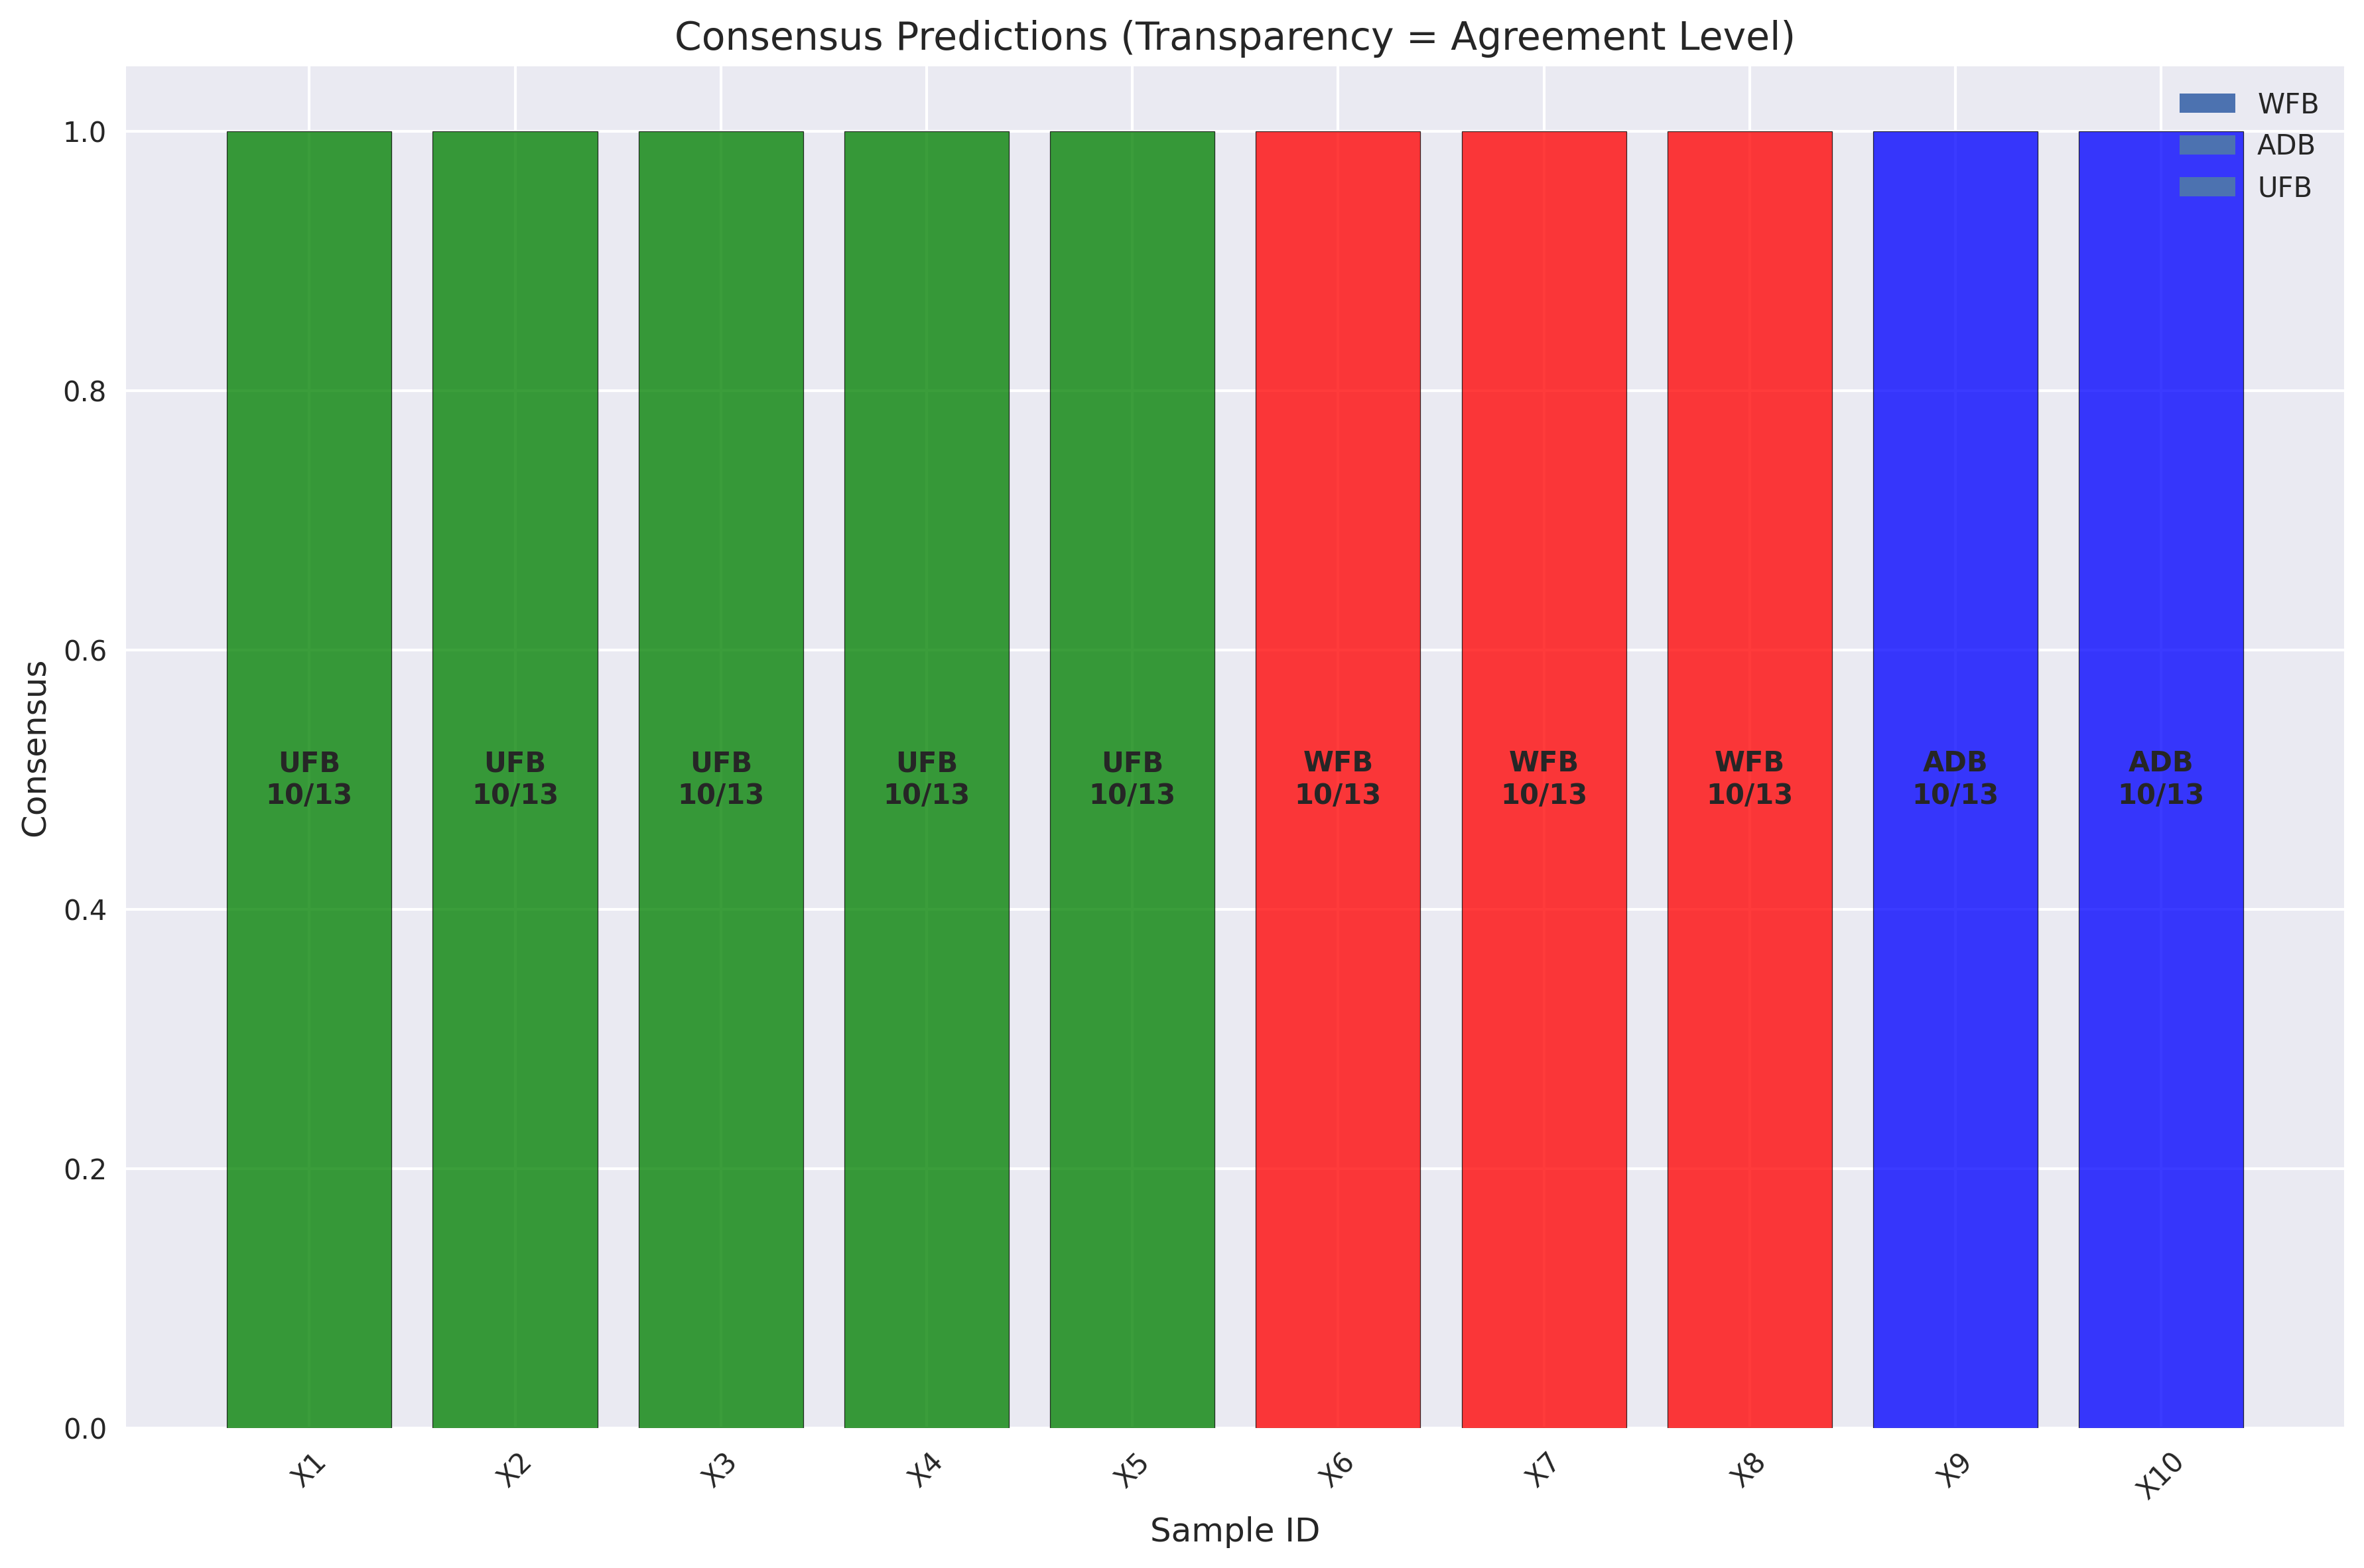 Consensus Predictions (Transparency = Agreement Level)
WFB
ADB
UFB
Consensus
1.0
0.8
0.6
0.4
0.2
0.0
UFB
10/13
UFB
10/13
UFB
10/13
UFB
10/13
UFB
10/13
WFB
10/13
WFB
10/13
WFB
10/13
ADB
10/13
ADB
10/13
X1
X2
X3
X4
X5
X6
X7
X8
X9
X10
Sample ID